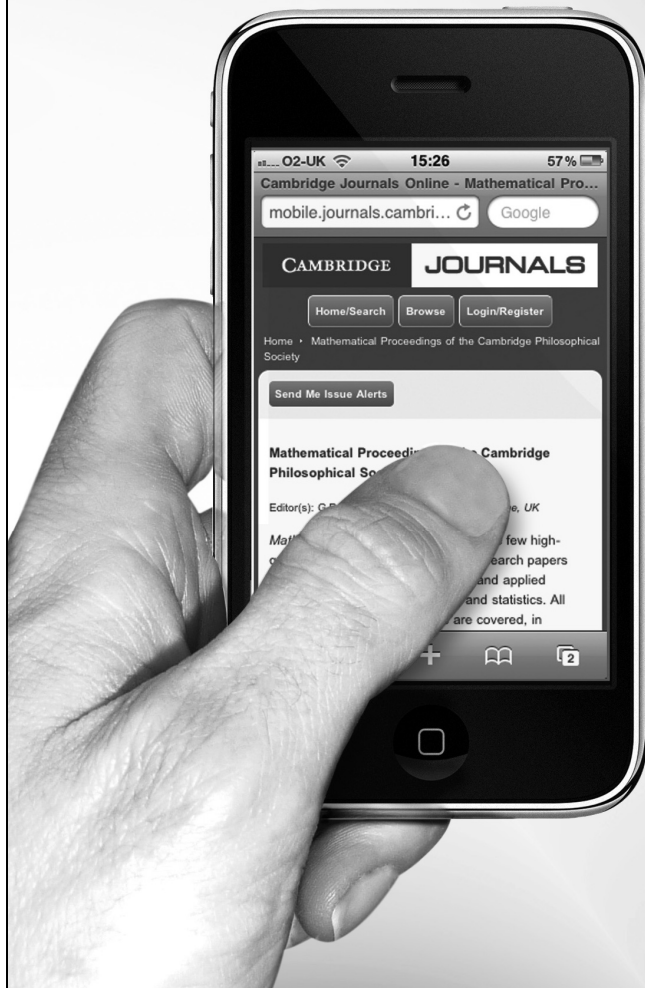 O2-UK 15:26 57%
Cambridge Journals Online - Mathematical Pro...
mobile.journals.cambri... Google
CAMBRIDGE JOURNALS
Home/Search Browse Login/Register
Home › Mathematical Proceedings of the Cambridge Philosophical
Society
Send Me Issue Alerts
Mathematical Cambridge
Philosophical
Editor(s): UK
few high-
papers
and applied
and statistics. All
are covered, in
2